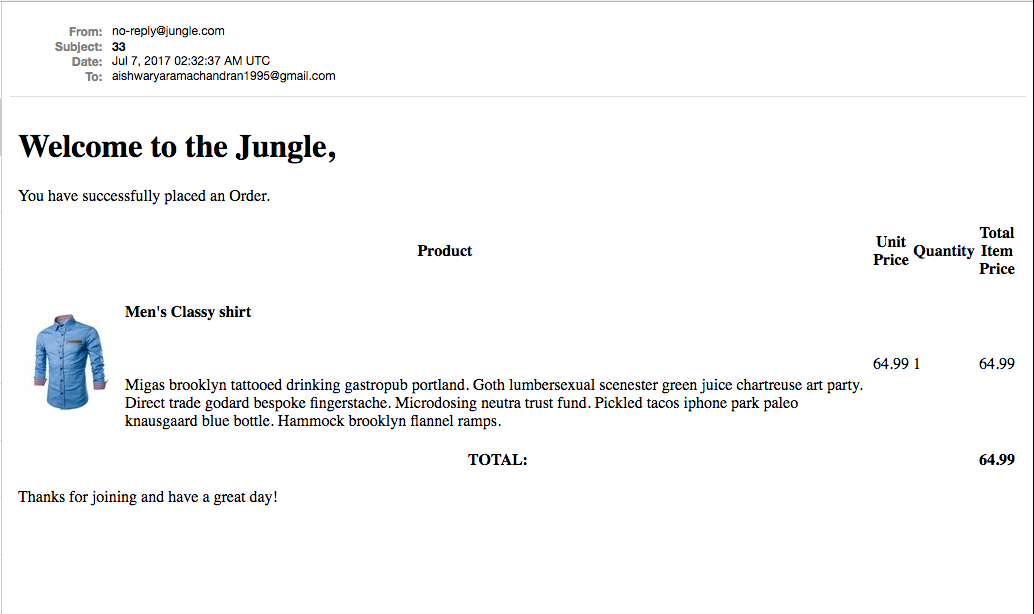 From: no-reply@jungle.com
Subject: 33
Date: Jul 7, 2017 02:32:37 AM UTC
To: aishwaryaramachandran1995@gmail.com
Welcome to the Jungle,
You have successfully placed an Order.
Product Unit Price Quantity Total Item Price
Men's Classy shirt
64.99 1 64.99
Migas brooklyn tattooed drinking gastropub portland. Goth lumbersexual scenester green juice chartreuse art party.
Direct trade godard bespoke fingerstache. Microdosing neutra trust fund. Pickled tacos iphone park paleo
knausgaard blue bottle. Hammock brooklyn flannel ramps.
TOTAL: 64.99
Thanks for joining and have a great day!